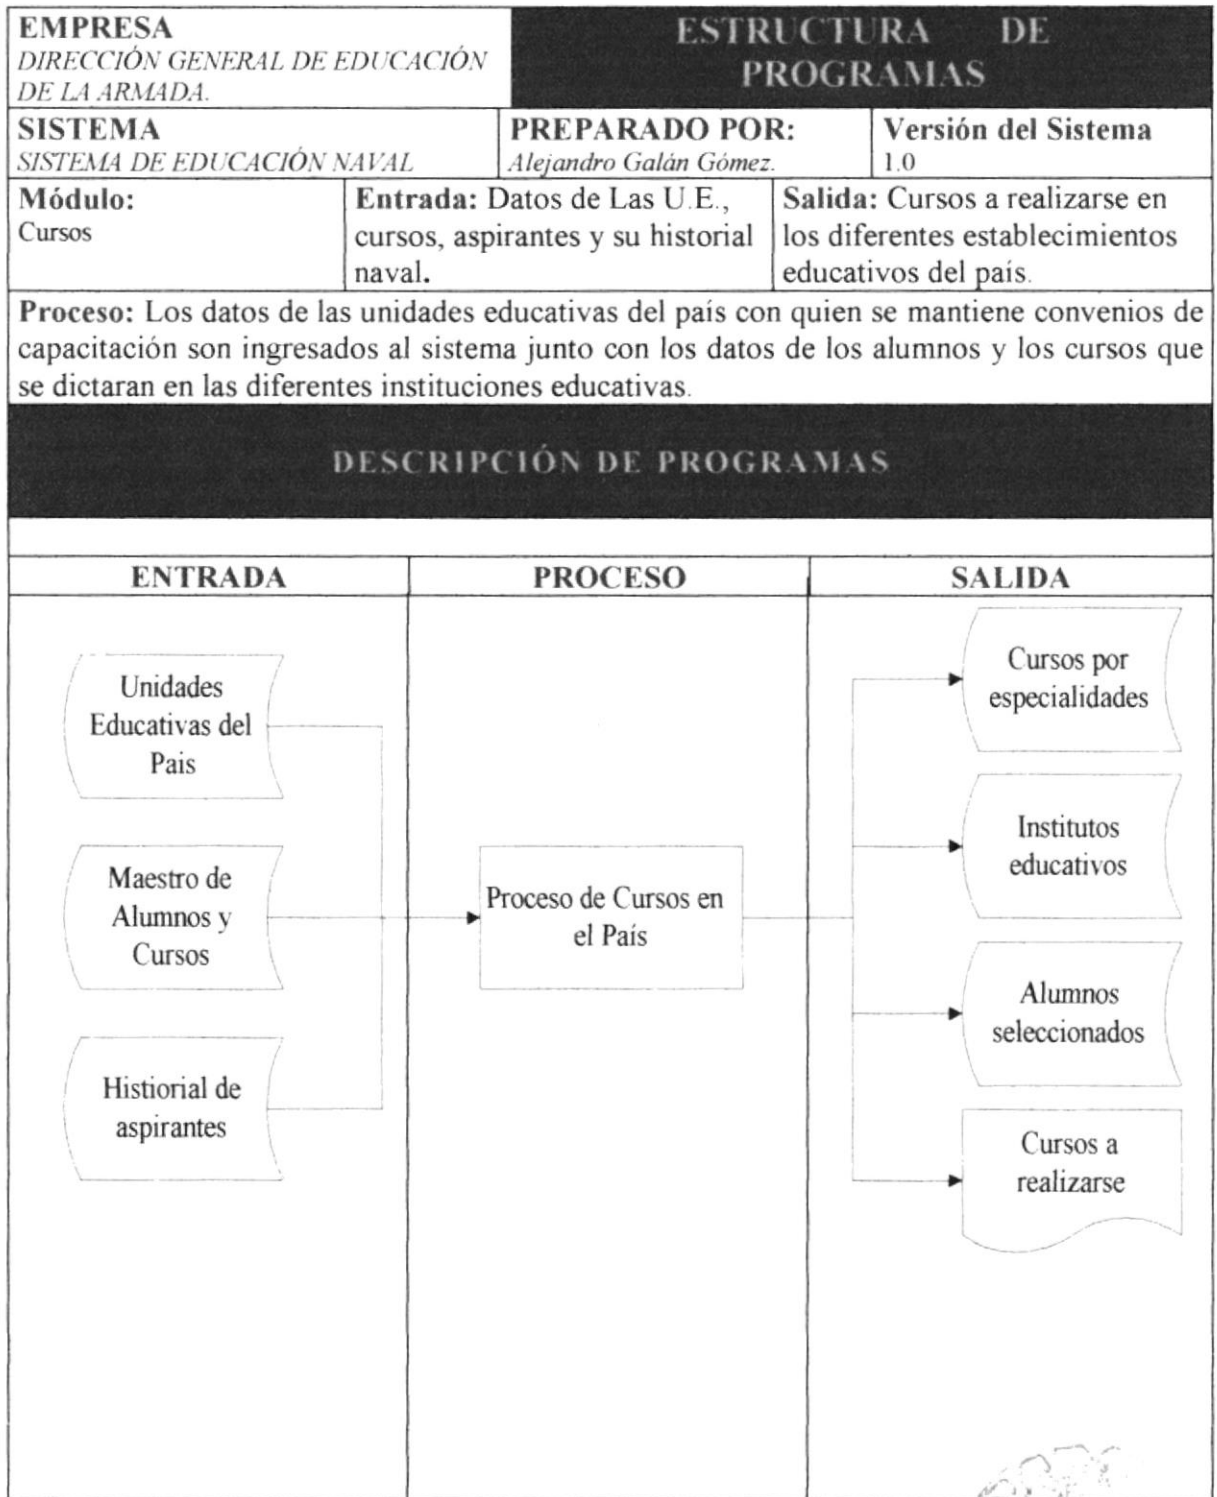 EMPRESA
DIRECCIÓN GENERAL DE EDUCACIÓN
DE LA ARMADA.
ESTRUCTURA DE
PROGRAMAS
SISTEMA
SISTEMA DE EDUCACIÓN NAVAL
PREPARADO POR:
Alejandro Galán Gómez.
Versión del Sistema
1.0
Módulo:
Cursos
Entrada: Datos de Las U.E.,
cursos, aspirantes y su historial
naval.
Salida: Cursos a realizarse en
los diferentes establecimientos
educativos del país.
Proceso: Los datos de las unidades educativas del país con quien se mantiene convenios de
capacitación son ingresados al sistema junto con los datos de los alumnos y los cursos que
se dictaran en las diferentes instituciones educativas.
DESCRIPCIÓN DE PROGRAMAS
ENTRADA
PROCESO
SALIDA
Unidades
Educativas del
Pais
Maestro de
Alumnos y
Cursos
Histiorial de
aspirantes
Proceso de Cursos en
el País
Cursos por
especialidades
Institutos
educativos
Alumnos
seleccionados
Cursos a
realizarse